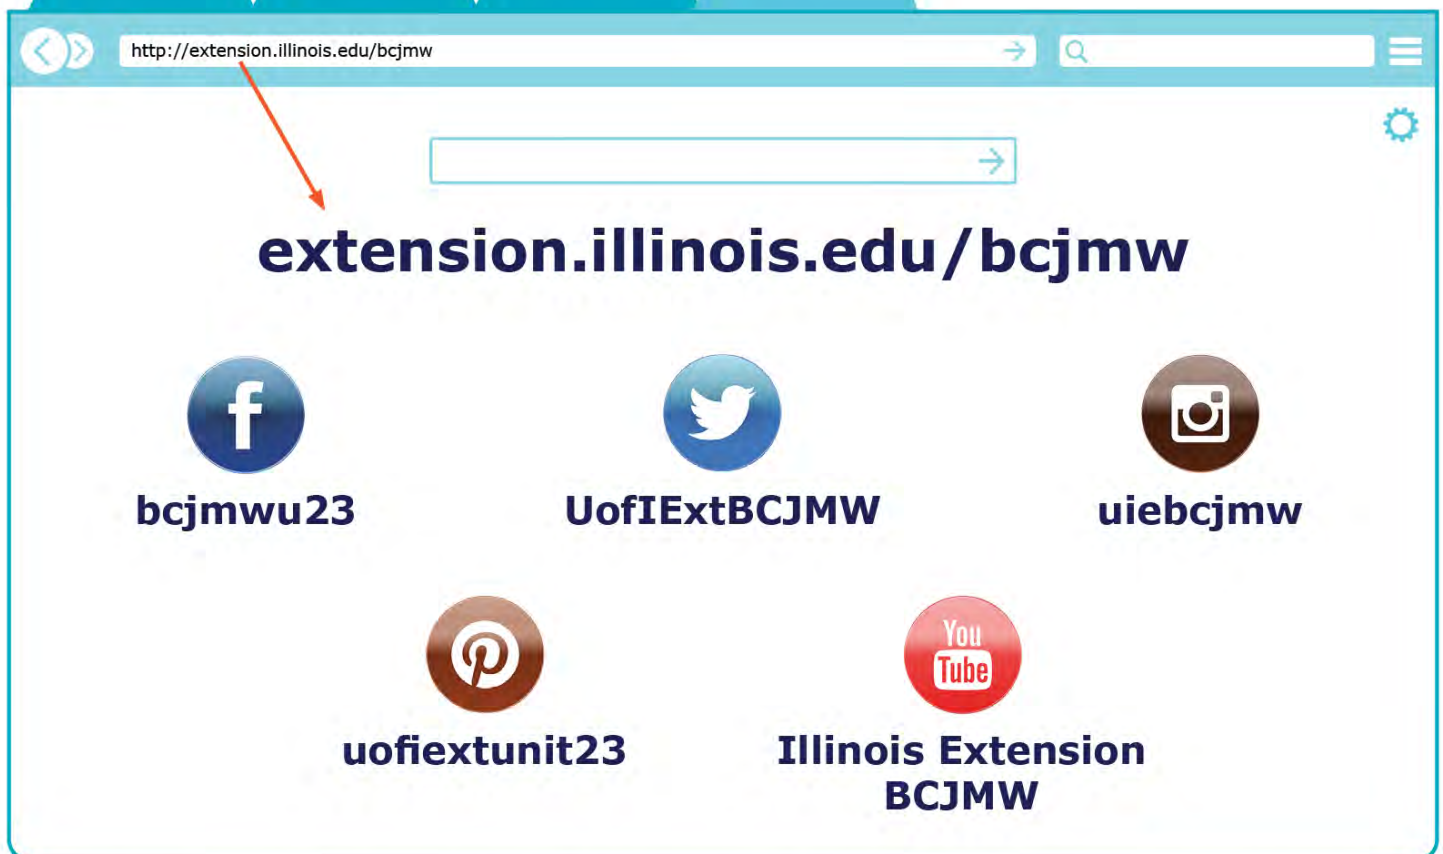 http://extension.illinois.edu/bcjmw
extension.illinois.edu/bcjmw
f
bcjmwu23
UofIExtBCJMW
uiebcjmw
uofiextunit23
You
Tube
Illinois Extension
BCJMW